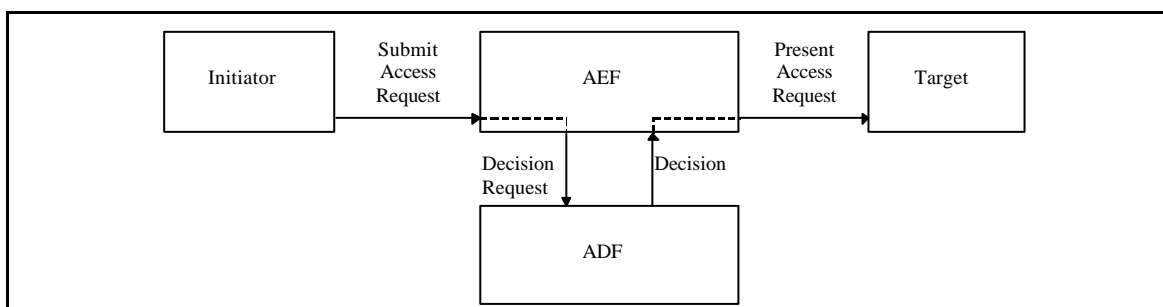 Initiator
Submit
Access
Request
AEF
Present
Access
Request
Target
Decision
Request
Decision
ADF